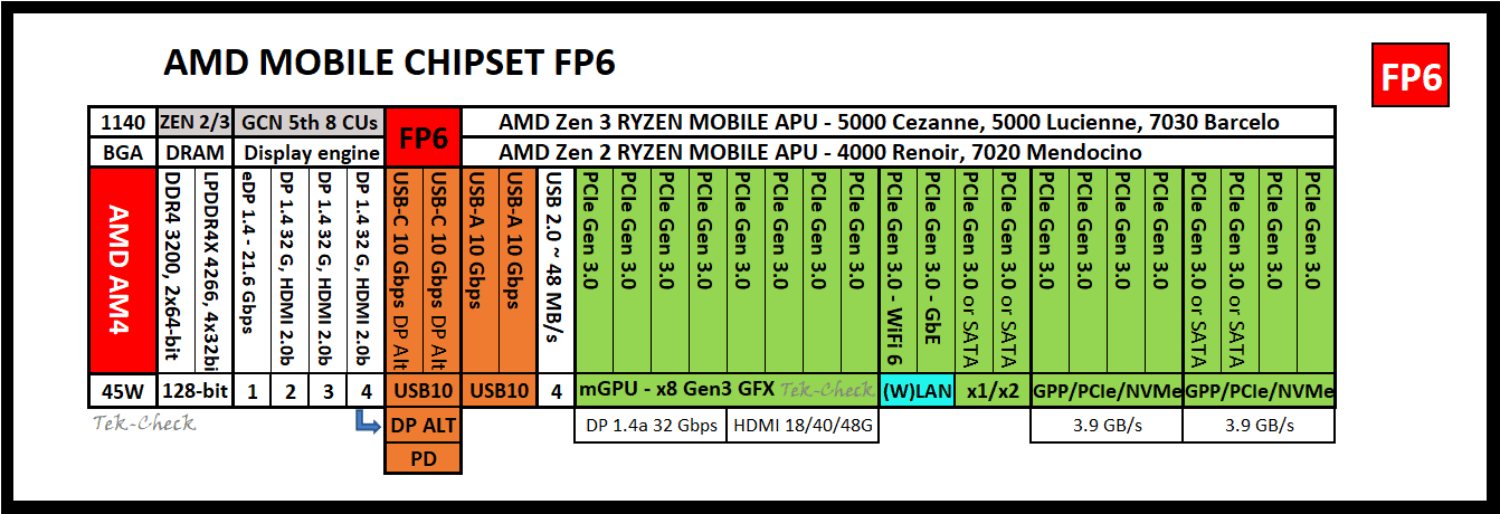 AMD MOBILE CHIPSET FP6
FP6
1140 ZEN 2/3 GCN 5th 8 CUs FP6 AMD Zen 3 RYZEN MOBILE APU - 5000 Cezanne, 5000 Lucienne, 7030 Barcelo
BGA DRAM Display engine AMD Zen 2 RYZEN MOBILE APU - 4000 Renoir, 7020 Mendocino
AMD AM4
DDR4 3200, 2x64-bit
LPDDR4X 4266, 4x32bi
eDP 1.4 - 21.6 Gbps
DP 1.4 32 G, HDMI 2.0b
DP 1.4 32 G, HDMI 2.0b
DP 1.4 32 G, HDMI 2.0b
USB-C 10 Gbps DP Alt
USB-C 10 Gbps DP Alt
USB-A 10 Gbps
USB-A 10 Gbps
USB 2.0 ~ 48 MB/s
PCIe Gen 3.0
PCIe Gen 3.0
PCIe Gen 3.0
PCIe Gen 3.0
PCIe Gen 3.0
PCIe Gen 3.0
PCIe Gen 3.0
PCIe Gen 3.0
PCIe Gen 3.0 - WiFi 6
PCIe Gen 3.0 - GbE
PCIe Gen 3.0 or SATA
PCIe Gen 3.0 or SATA
PCIe Gen 3.0
PCIe Gen 3.0
PCIe Gen 3.0
PCIe Gen 3.0
PCIe Gen 3.0 or SATA
PCIe Gen 3.0 or SATA
PCIe Gen 3.0
PCIe Gen 3.0
45W 128-bit 1 2 3 4 USB10 USB10 4 mGPU - x8 Gen3 GFX Tek-Check (W)LAN x1/x2 GPP/PCIe/NVMe GPP/PCIe/NVMe
Tek-Check DP ALT DP 1.4a 32 Gbps HDMI 18/40/48G 3.9 GB/s 3.9 GB/s
PD